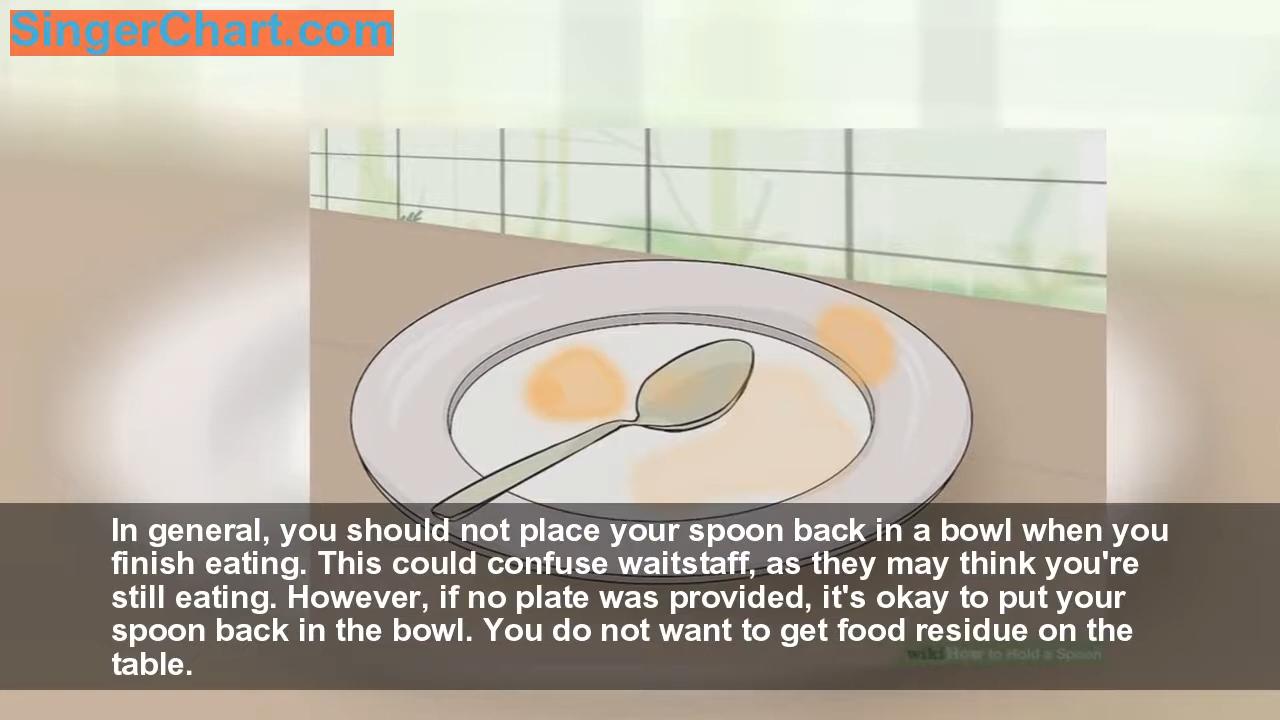 SingerChart.com
In general, you should not place your spoon back in a bowl when you
finish eating. This could confuse waitstaff, as they may think you're
still eating. However, if no plate was provided, it's okay to put your
spoon back in the bowl. You do not want to get food residue on the
table.
wikiHow to Hold a Spoon